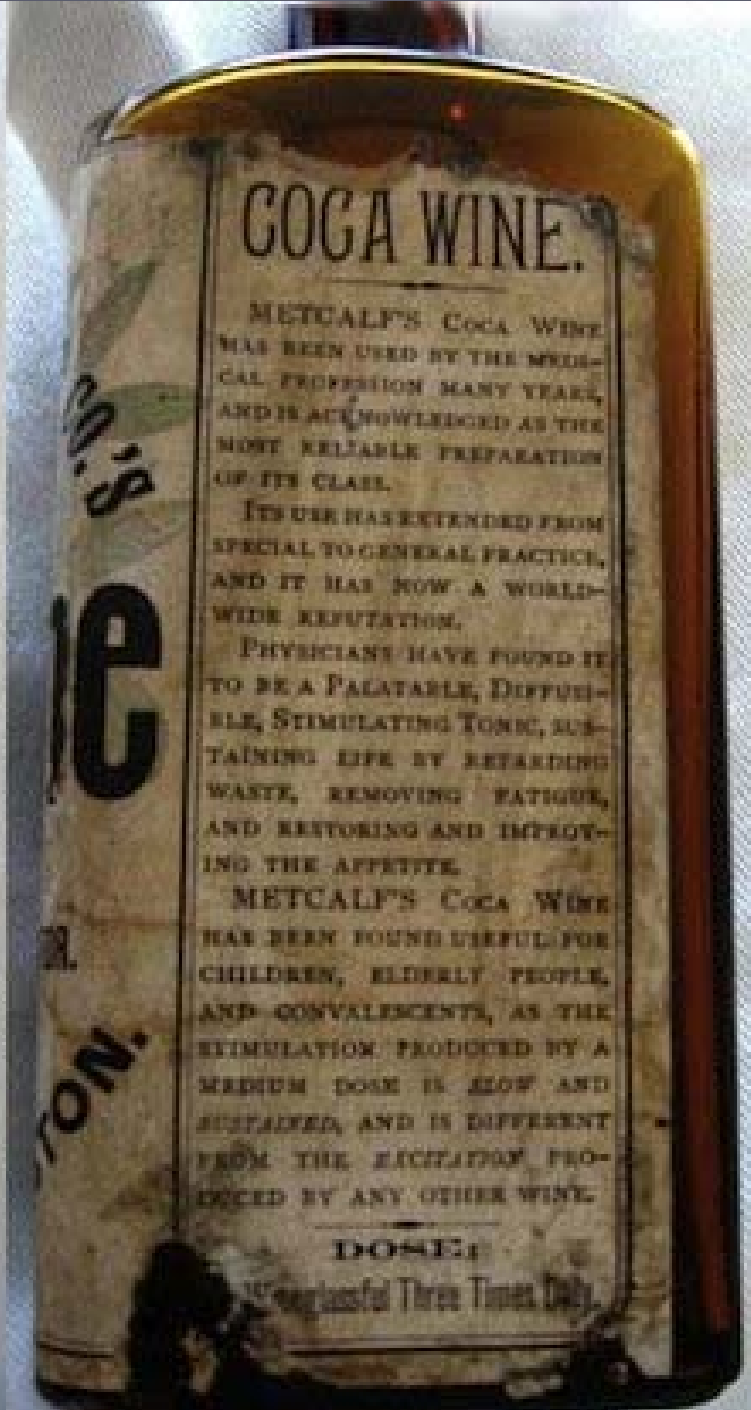 COCA WINE.
METCALF'S COCA WINE
HAS BEEN USED BY THE MEDI-
CAL PROFESSION MANY YEARS,
AND IS ACKNOWLEDGED AS THE
MOST RELIABLE PREPARATION
OF ITS CLASS.
ITS USE HAS EXTENDED FROM
SPECIAL TO GENERAL PRACTICE,
AND IT HAS NOW A WORLD-
WIDE REPUTATION.
PHYSICIANS HAVE FOUND IT
TO BE A PALATABLE, DIFFUSI-
BLE, STIMULATING TONIC, SUS-
TAINING LIFE BY RETARDING
WASTE, REMOVING FATIGUE,
AND RESTORING AND IMPROV-
ING THE APPETITE.
METCALF'S COCA WINE
HAS BEEN FOUND USEFUL FOR
CHILDREN, ELDERLY PEOPLE,
AND CONVALESCENTS, AS THE
STIMULATION PRODUCED BY A
MEDIUM DOSE IS SLOW AND
SUSTAINED, AND IS DIFFERENT
FROM THE EXCITATION PRO-
DUCED BY ANY OTHER WINE.
DOSE:
Wineglassful Three Times Daily.
CO.'S
e
OR.
TON.